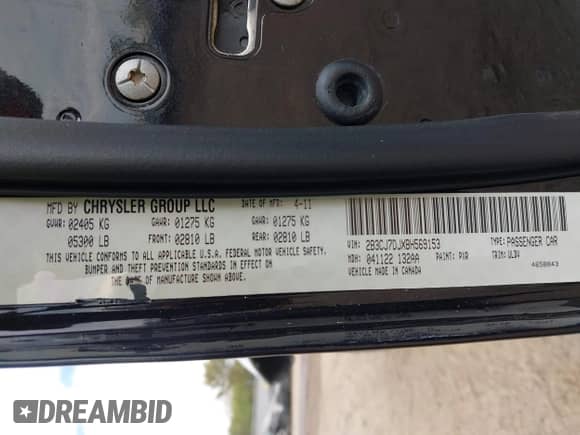 MFD BY CHRYSLER GROUP LLC DATE OF MFR 4-11
GVWR: 02405 KG GAWR: 01275 KG GAWR: 01275 KG
05300 LB FRONT: 02810 LB REAR: 02810 LB
THIS VEHICLE CONFORMS TO ALL APPLICABLE U.S.A. FEDERAL MOTOR VEHICLE SAFETY,
BUMPER AND THEFT PREVENTION STANDARDS IN EFFECT ON
THE DATE OF MANUFACTURE SHOWN ABOVE.
VIN: 2B3CJ7DJXBH569153 TYPE: PASSENGER CAR
MDH: 041122 132AA PAINT: PXR TRIM: ULDV
VEHICLE MADE IN CANADA
4658843
DREAMBID